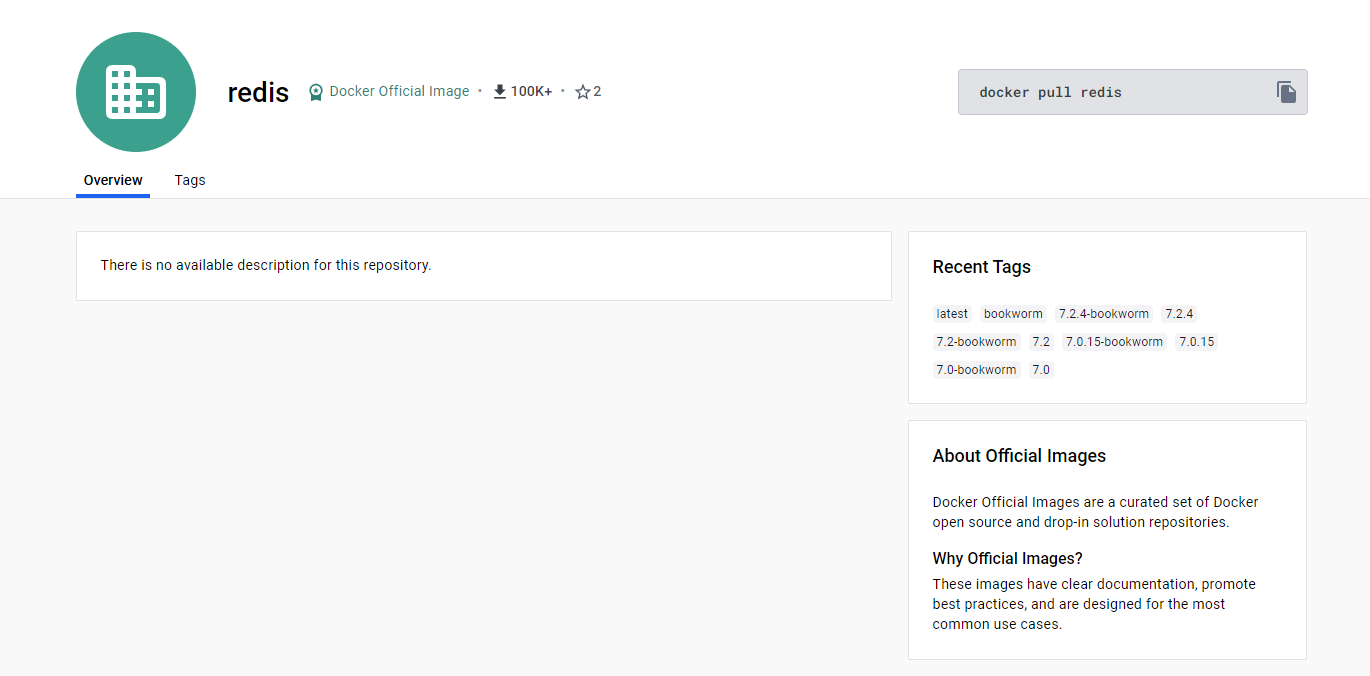 redis Docker Official Image • 100K+ • 2
docker pull redis
Overview Tags
There is no available description for this repository.
Recent Tags
latest bookworm 7.2.4-bookworm 7.2.4
7.2-bookworm 7.2 7.0.15-bookworm 7.0.15
7.0-bookworm 7.0
About Official Images
Docker Official Images are a curated set of Docker
open source and drop-in solution repositories.
Why Official Images?
These images have clear documentation, promote
best practices, and are designed for the most
common use cases.